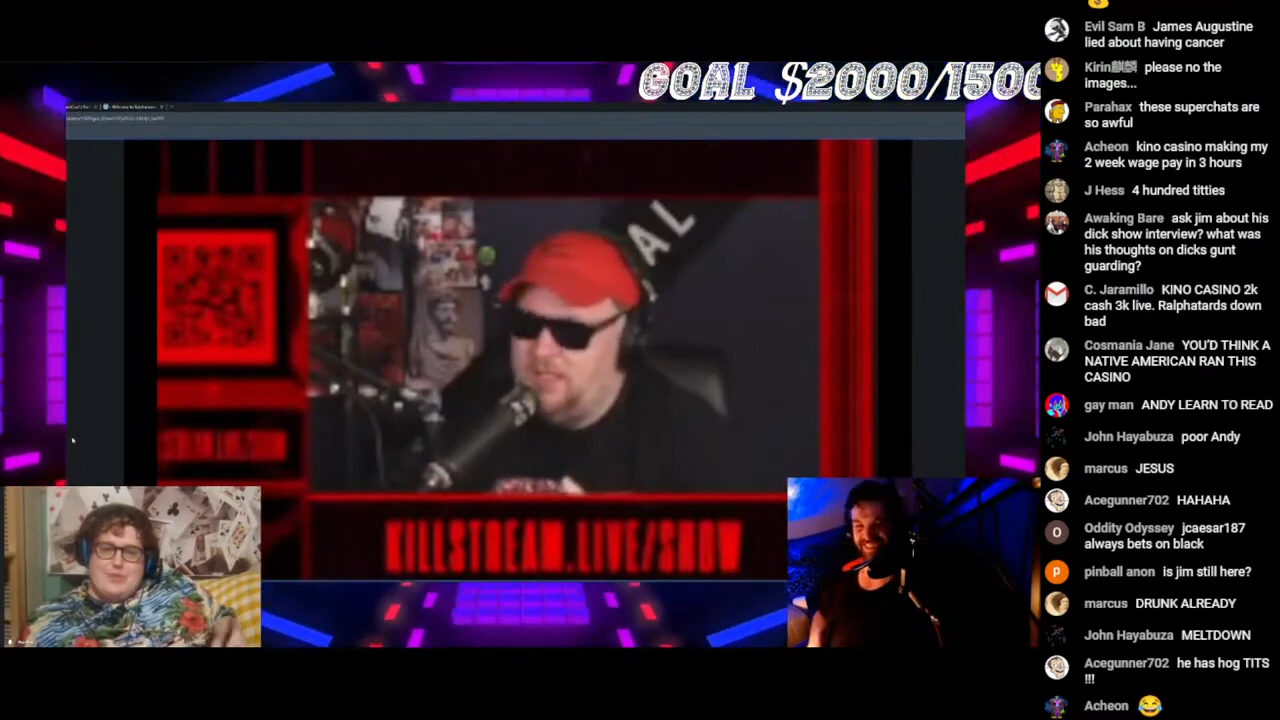 GOAL $2000/1500
AL
KILLSTREAM.LIVE/SHOW
Evil Sam B James Augustine
lied about having cancer
Kirin麒麟 please no the
images...
Parahax these superchats are
so awful
Acheon kino casino making my
2 week wage pay in 3 hours
J Hess 4 hundred titties
Awaking Bare ask jim about his
dick show interview? what was
his thoughts on dicks gunt
guarding?
C. Jaramillo KINO CASINO 2k
cash 3k live. Ralphatards down
bad
Cosmania Jane YOU'D THINK A
NATIVE AMERICAN RAN THIS
CASINO
gay man ANDY LEARN TO READ
John Hayabuza poor Andy
marcus JESUS
Acegunner702 HAHAHA
Oddity Odyssey jcaesar187
always bets on black
pinball anon is jim still here?
marcus DRUNK ALREADY
John Hayabuza MELTDOWN
Acegunner702 he has hog TITS
!!!
Acheon 😂